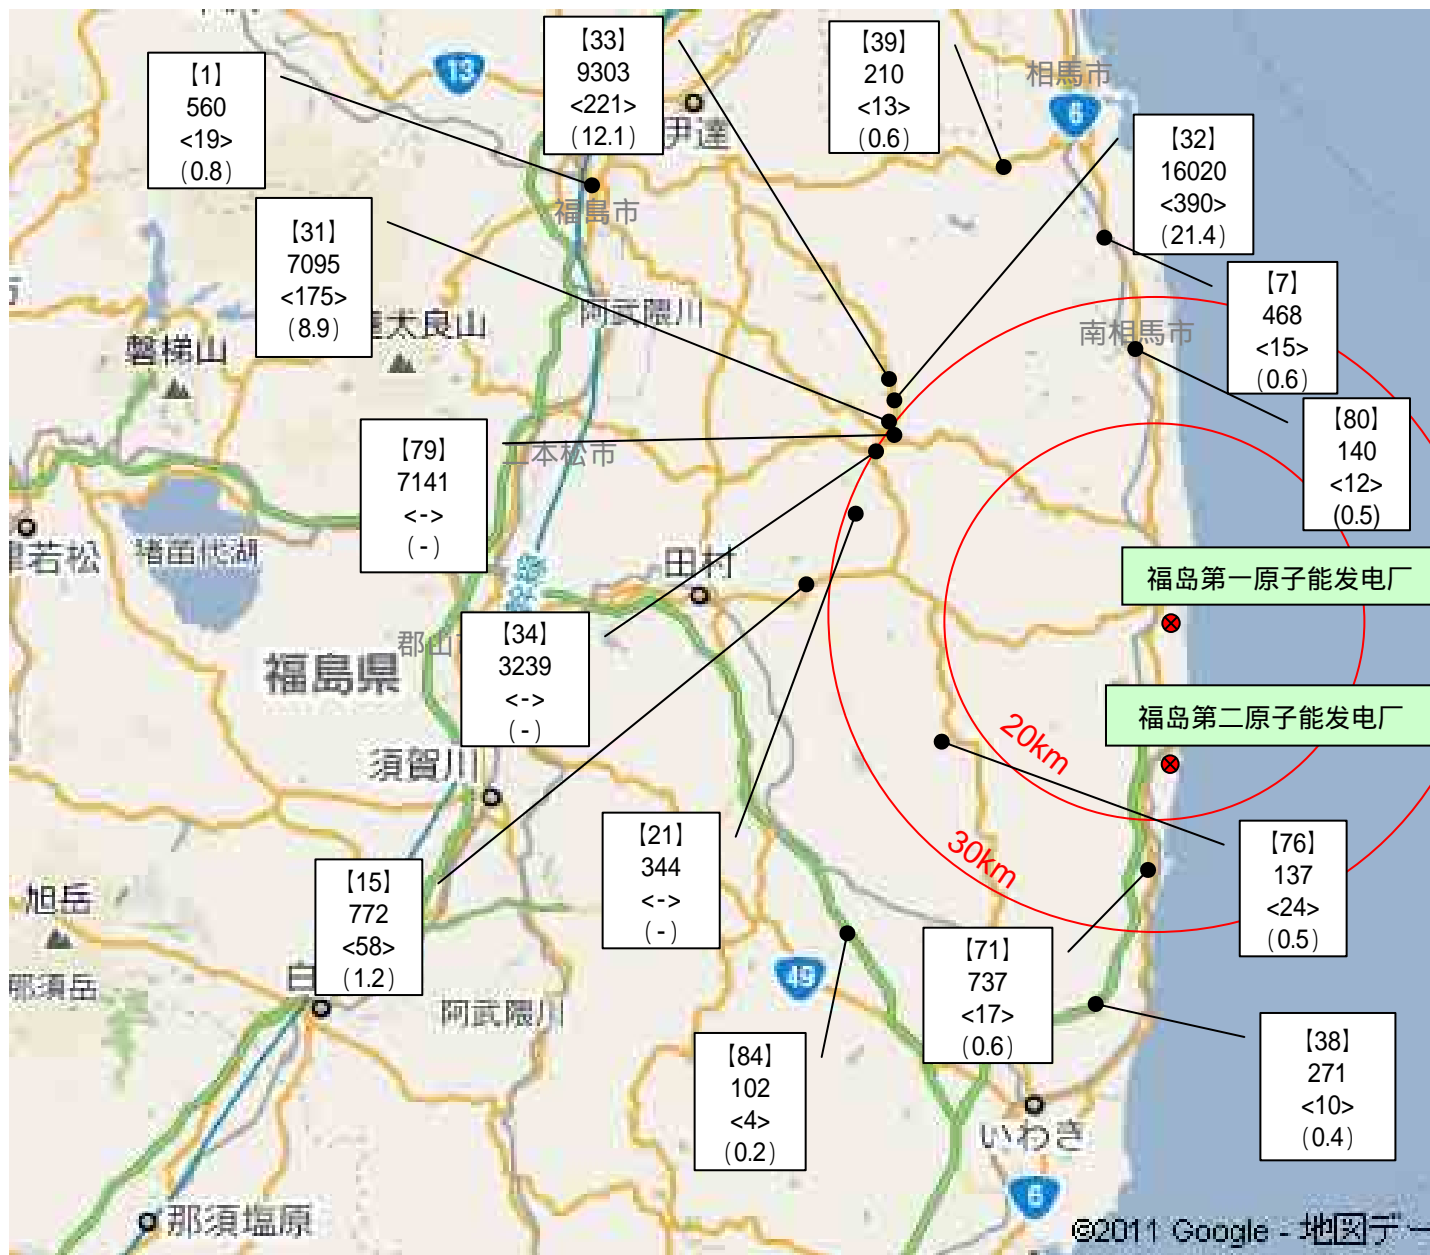 13
【1】
560
<19>
(0.8)
【33】
9303
<221>
(12.1)
伊達
【39】
210
<13>
(0.6)
相馬市
6
【32】
16020
<390>
(21.4)
福島市
【31】
7095
<175>
(8.9)
【7】
468
<15>
(0.6)
阿武隈川
太良山
磐梯山
南相馬市
【80】
140
<12>
(0.5)
【79】
7141
<->
(-)
二本松市
若松
猪苗代湖
田村
福岛第一原子能发电厂
【34】
3239
<->
(-)
郡山
福島県
福岛第二原子能发电厂
20km
須賀川
30km
【21】
344
<->
(-)
【76】
137
<24>
(0.5)
【15】
772
<58>
(1.2)
旭岳
那須岳
白
阿武隈川
49
【71】
737
<17>
(0.6)
【84】
102
<4>
(0.2)
【38】
271
<10>
(0.4)
いわき
6
那須塩原
©2011 Google - 地図デー